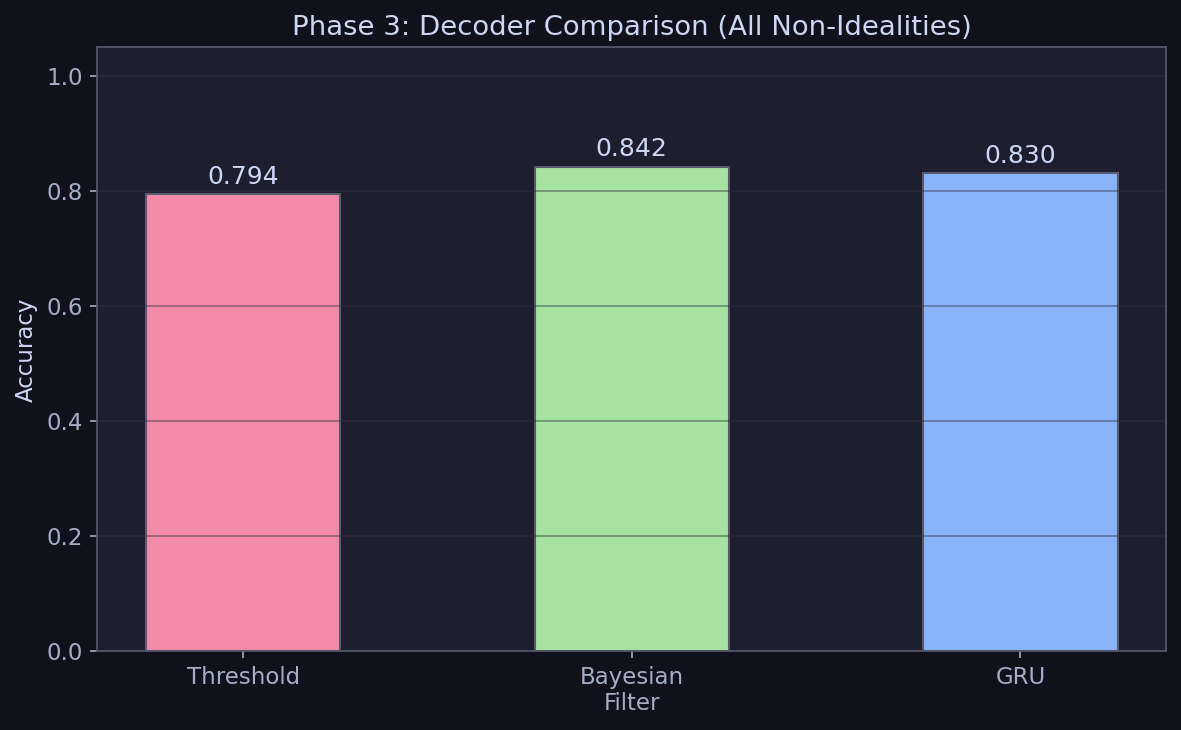 Phase 3: Decoder Comparison (All Non-Idealities)
1.0
0.8
0.6
0.4
0.2
0.0
Accuracy
0.794
0.842
0.830
Threshold
Bayesian
Filter
GRU